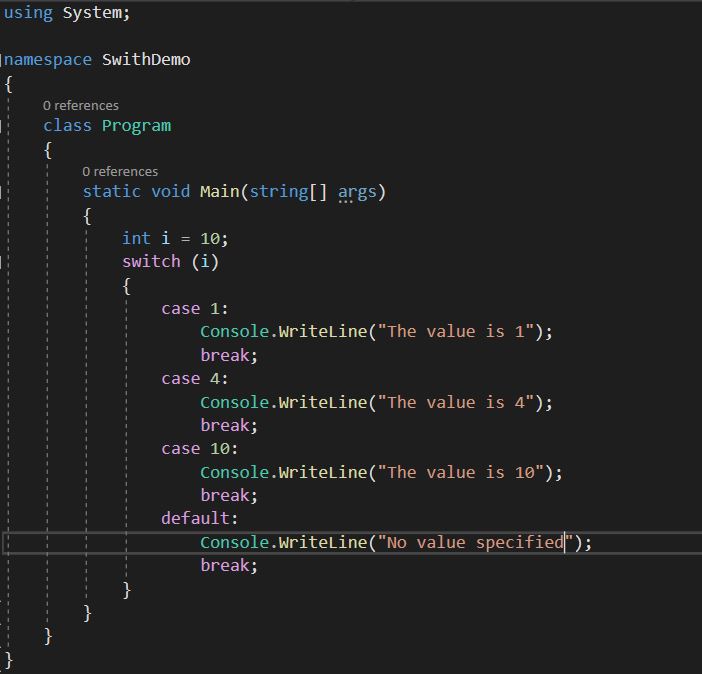 using System;
namespace SwithDemo
{
0 references
class Program
{
0 references
static void Main(string[] args)
{
int i = 10;
switch (i)
{
case 1:
Console.WriteLine("The value is 1");
break;
case 4:
Console.WriteLine("The value is 4");
break;
case 10:
Console.WriteLine("The value is 10");
break;
default:
Console.WriteLine("No value specified");
break;
}
}
}
}